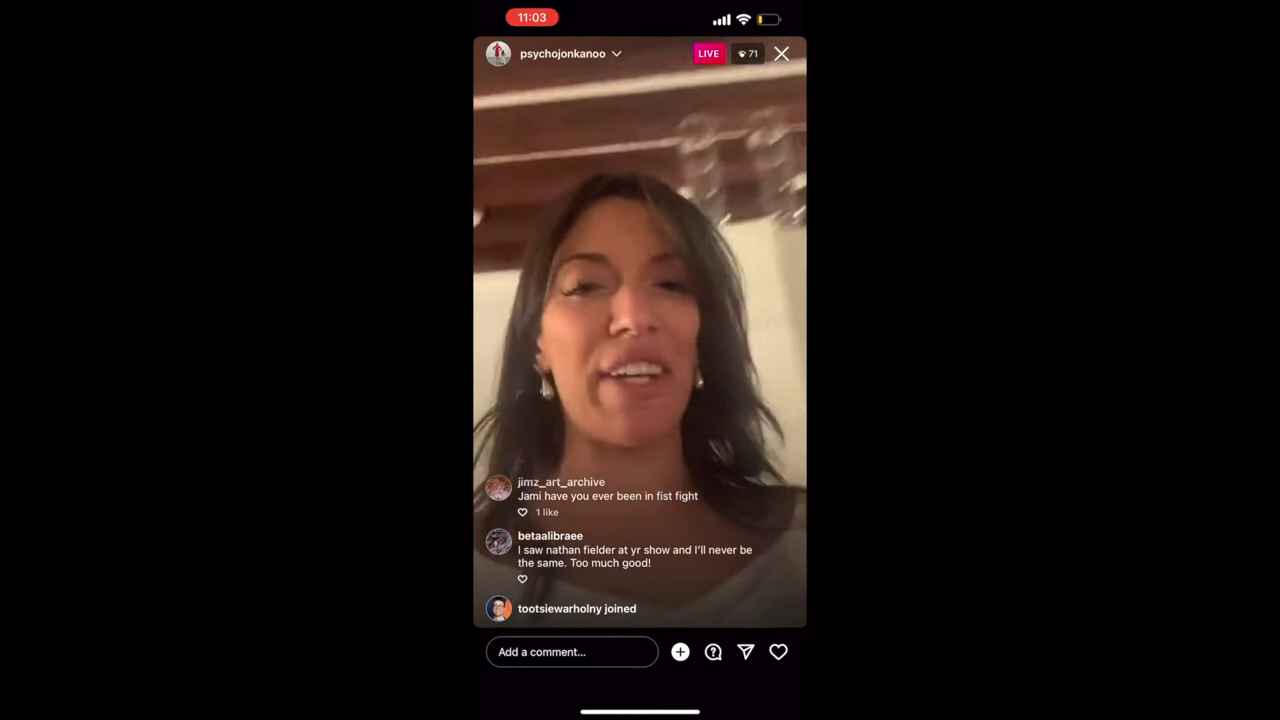 11:03
psychojonkanoo
LIVE
71
jimz_art_archive
Jami have you ever been in fist fight
1 like
betaalibraee
I saw nathan fielder at yr show and I'll never be
the same. Too much good!
tootsiewarholny joined
Add a comment...